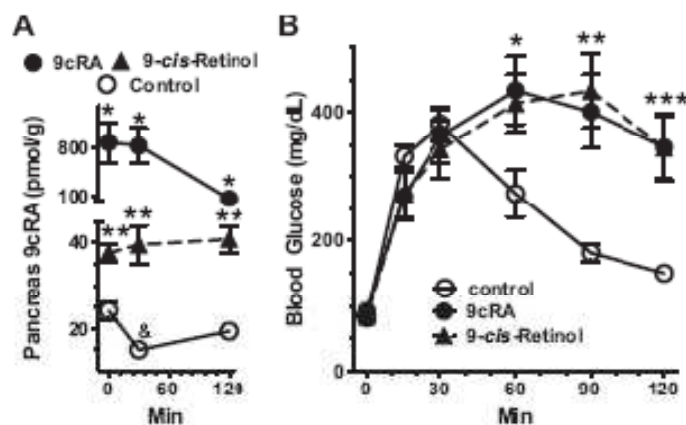 A
● 9cRA ▲ 9-cis-Retinol
○ Control
Pancreas 9cRA (pmol/g)
* * *
800
100
** ** **
40
20
&
0 60 120
Min
B
Blood Glucose (mg/dL)
* ** ***
400
200
0
control
9cRA
9-cis-Retinol
0 30 60 90 120
Min